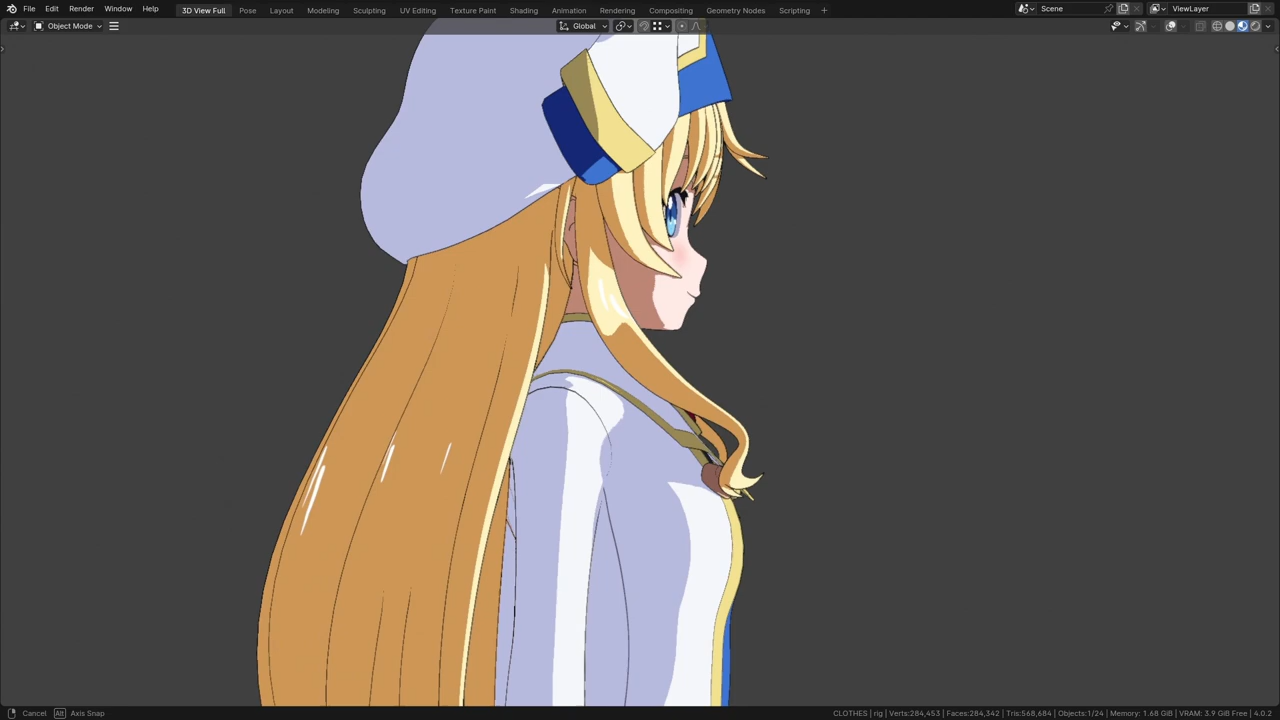 File Edit Render Window Help 3D View Full Pose Layout Modeling Sculpting UV Editing Texture Paint Shading Animation Rendering Compositing Geometry Nodes Scripting + Scene ViewLayer
Object Mode Global
Cancel Alt Axis Snap CLOTHES | rig | Verts:284,453 | Faces:284,342 | Tris:568,684 | Objects:1/24 | Memory: 1.68 GiB | VRAM: 3.9 GiB Free | 4.0.2